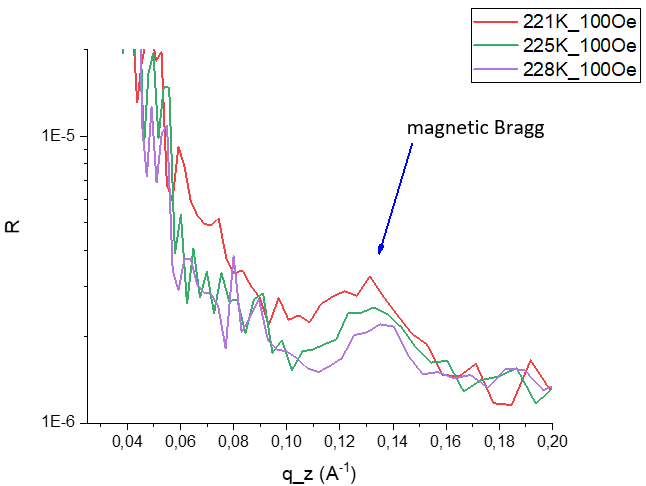 221K_100Oe
225K_100Oe
228K_100Oe
magnetic Bragg
1E-5
R
1E-6
0,04 0,06 0,08 0,10 0,12 0,14 0,16 0,18 0,20
q_z (A⁻¹)